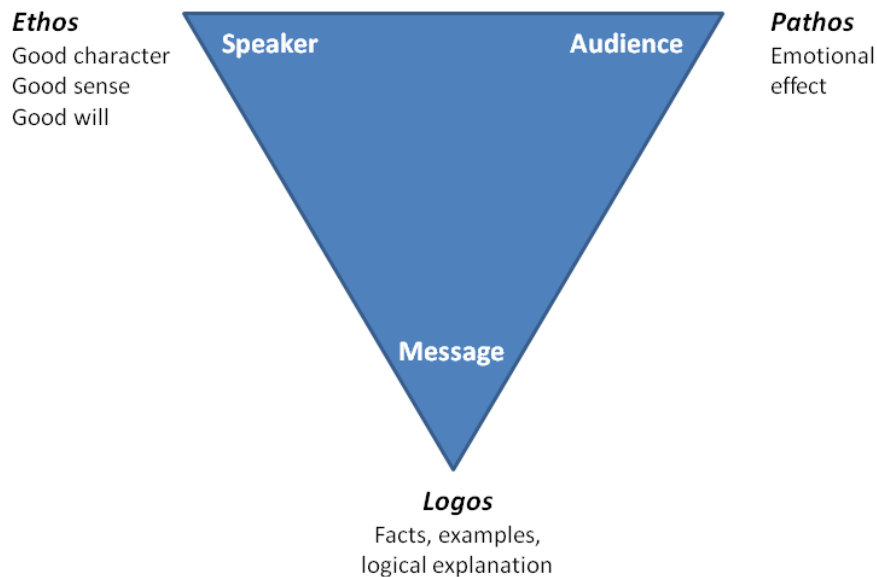 Ethos
Good character
Good sense
Good will
Speaker
Audience
Pathos
Emotional
effect
Message
Logos
Facts, examples,
logical explanation